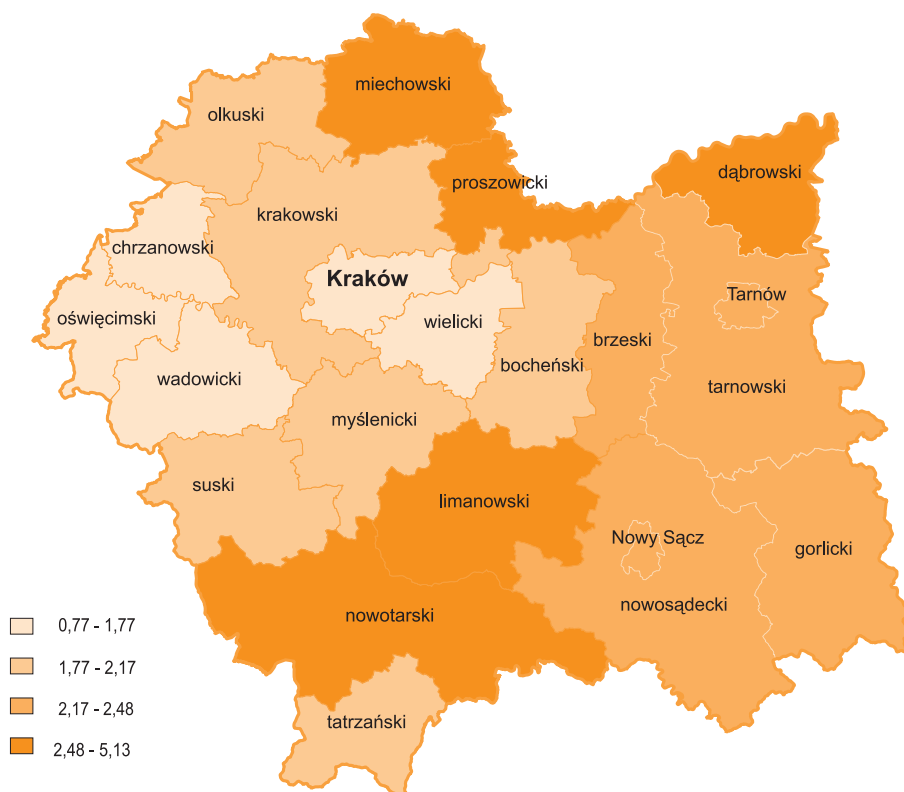 miechowski
olkuski
dąbrowski
proszowicki
krakowski
chrzanowski
Kraków
Tarnów
oświęcimski
wielicki
brzeski
bocheński
wadowicki
tarnowski
myślenicki
suski
limanowski
Nowy Sącz
gorlicki
nowosądecki
nowotarski
tatrzański
0,77 - 1,77
1,77 - 2,17
2,17 - 2,48
2,48 - 5,13